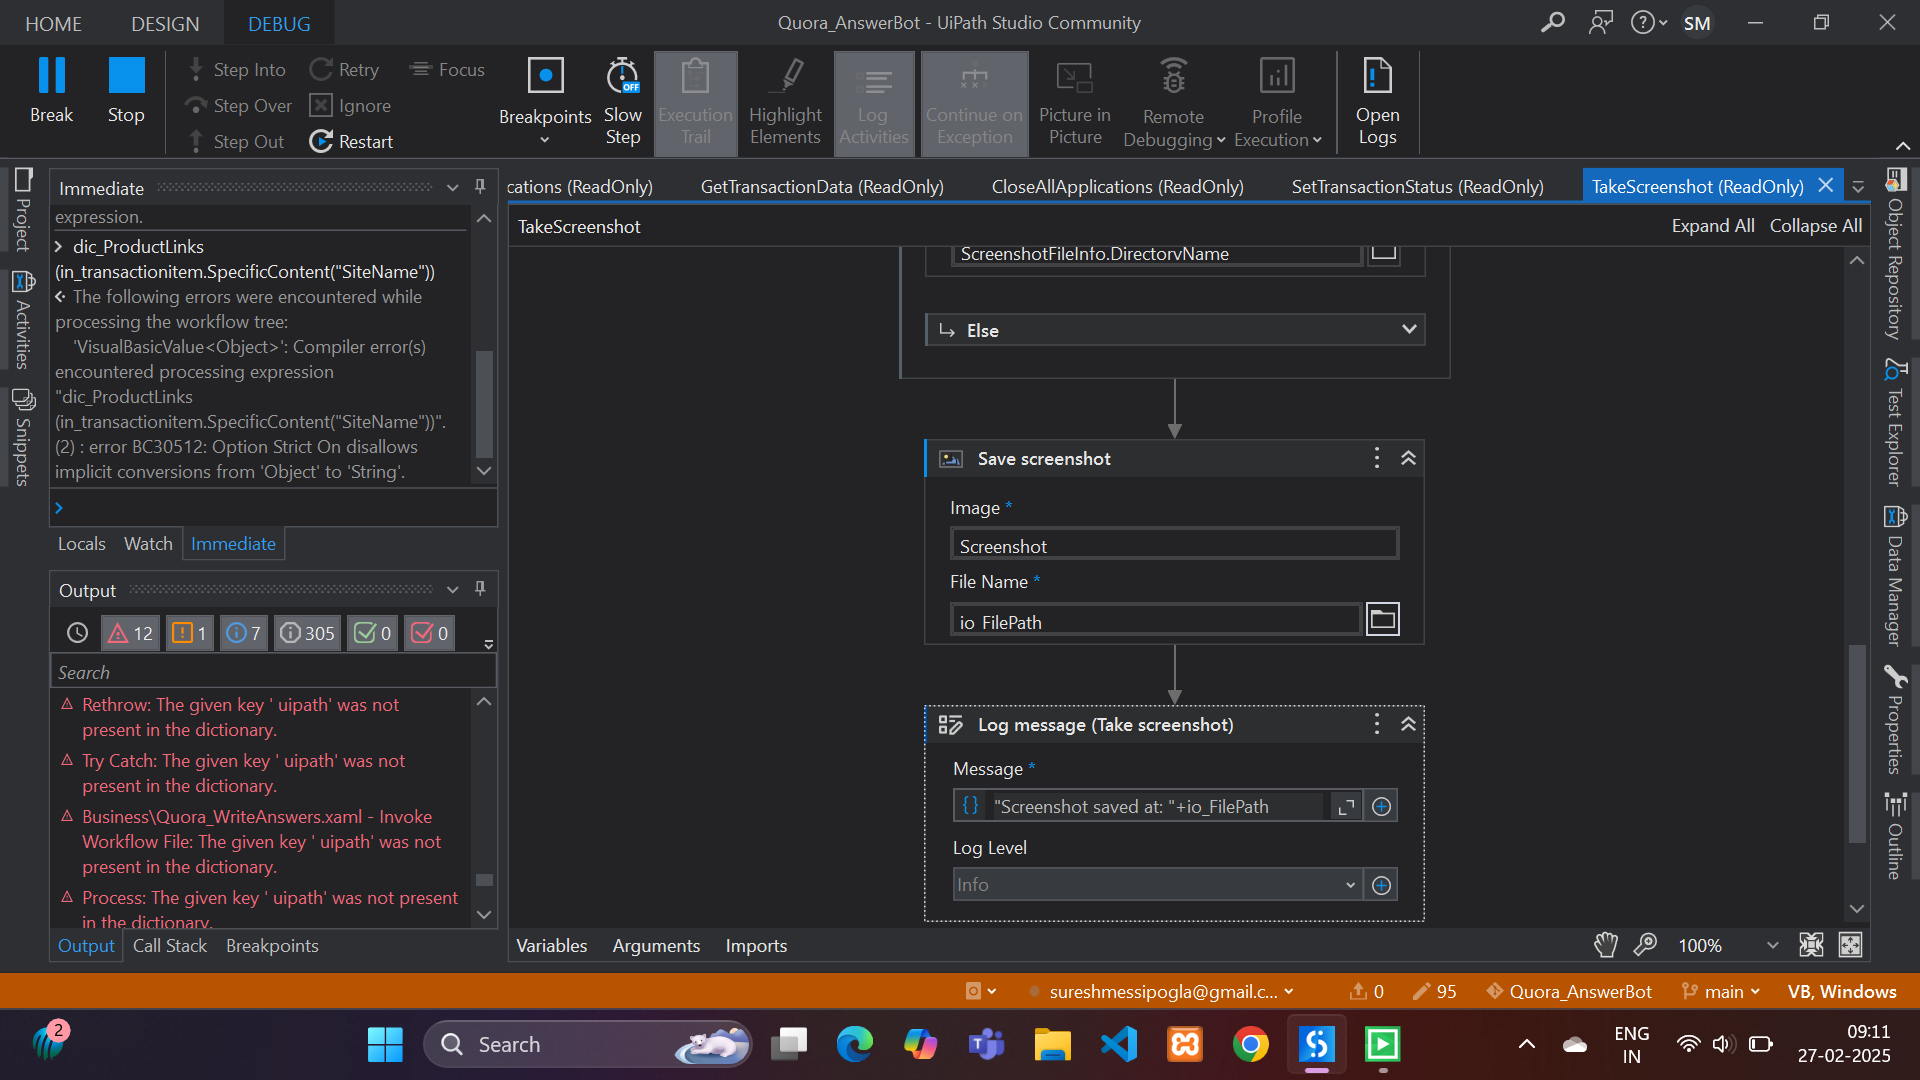 HOME DESIGN DEBUG
Quora_AnswerBot - UiPath Studio Community
SM
Break
Stop
Step Into
Step Over
Step Out
Retry
Ignore
Restart
Focus
Breakpoints
Slow
Step
OFF
Execution
Trail
Highlight
Elements
Log
Activities
Continue on
Exception
Picture in
Picture
Remote
Debugging
Profile
Execution
Open
Logs
Project
Activities
Snippets
Immediate
expression.
> dic_ProductLinks
(in_transactionitem.SpecificContent("SiteName"))
The following errors were encountered while
processing the workflow tree:
'VisualBasicValue<Object>': Compiler error(s)
encountered processing expression
"dic_ProductLinks
(in_transactionitem.SpecificContent("SiteName"))".
(2) : error BC30512: Option Strict On disallows
implicit conversions from 'Object' to 'String'.
>
Locals Watch Immediate
Output
12 1 7 305 0 0
Search
Rethrow: The given key ' uipath' was not
present in the dictionary.
Try Catch: The given key ' uipath' was not
present in the dictionary.
Business\Quora_WriteAnswers.xaml - Invoke
Workflow File: The given key ' uipath' was not
present in the dictionary.
Process: The given key ' uipath' was not present
in the dictionary.
Output Call Stack Breakpoints
cations (ReadOnly) GetTransactionData (ReadOnly) CloseAllApplications (ReadOnly) SetTransactionStatus (ReadOnly) TakeScreenshot (ReadOnly)
TakeScreenshot
Expand All Collapse All
ScreenshotFileInfo.DirectoryName
Else
Save screenshot
Image *
Screenshot
File Name *
io_FilePath
Log message (Take screenshot)
Message *
{} "Screenshot saved at: "+io_FilePath
Log Level
Info
Variables Arguments Imports
100%
Object Repository
Test Explorer
Data Manager
Properties
Outline
sureshmessipogla@gmail.c...
0
95
Quora_AnswerBot
main
VB, Windows
2
Search
ENG
IN
09:11
27-02-2025